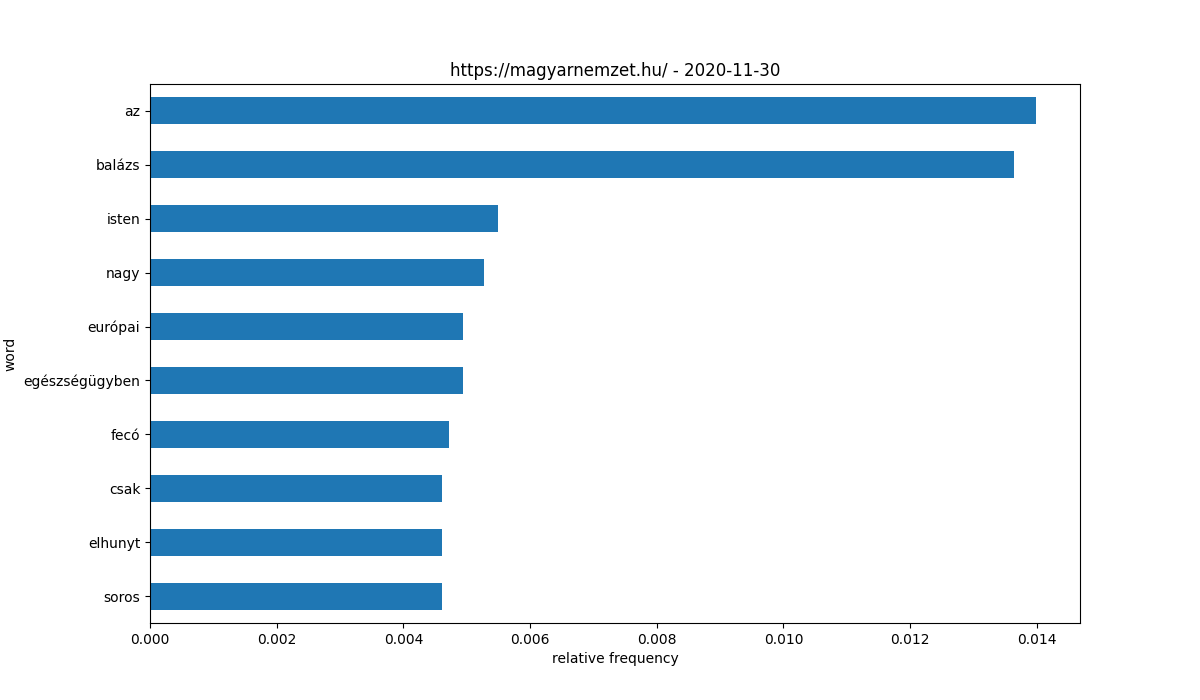 https://magyarnemzet.hu/ - 2020-11-30
az
balázs
isten
nagy
európai
egészségügyben
fecó
csak
elhunyt
soros
word
0.000 0.002 0.004 0.006 0.008 0.010 0.012 0.014
relative frequency